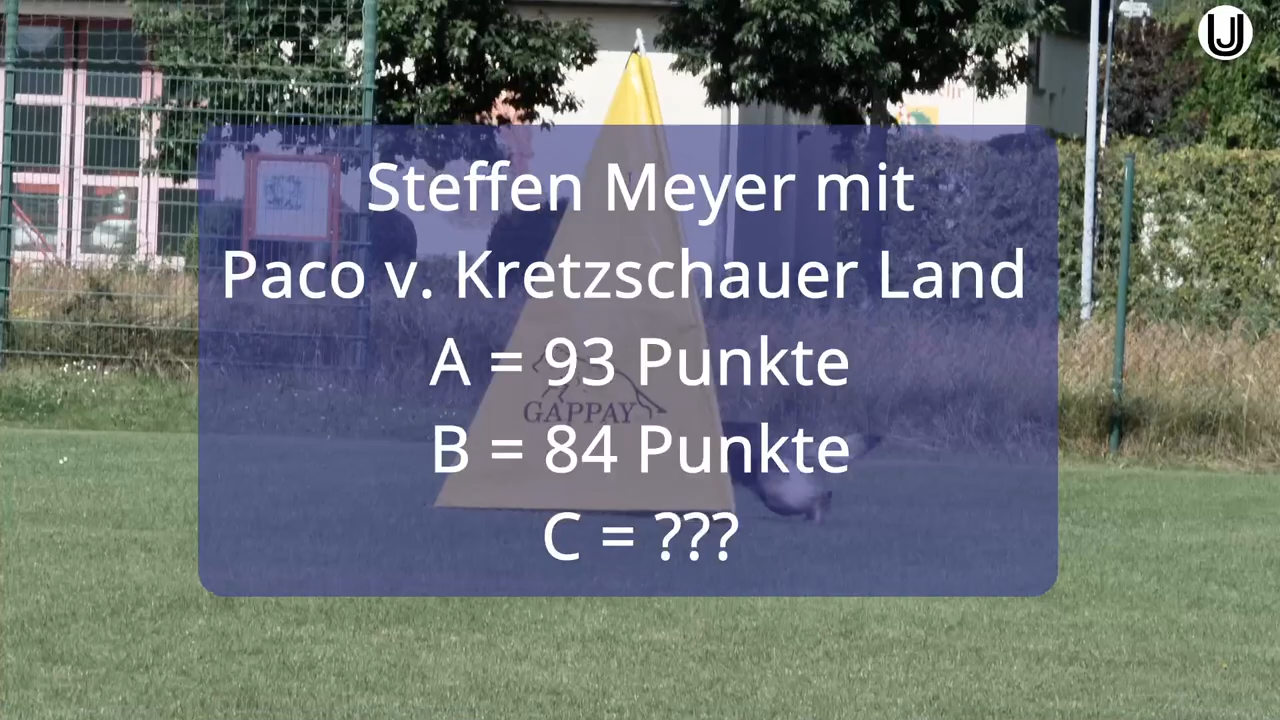 Steffen Meyer mit
Paco v. Kretzschauer Land
A = 93 Punkte
GAPPAY
B = 84 Punkte
C = ???